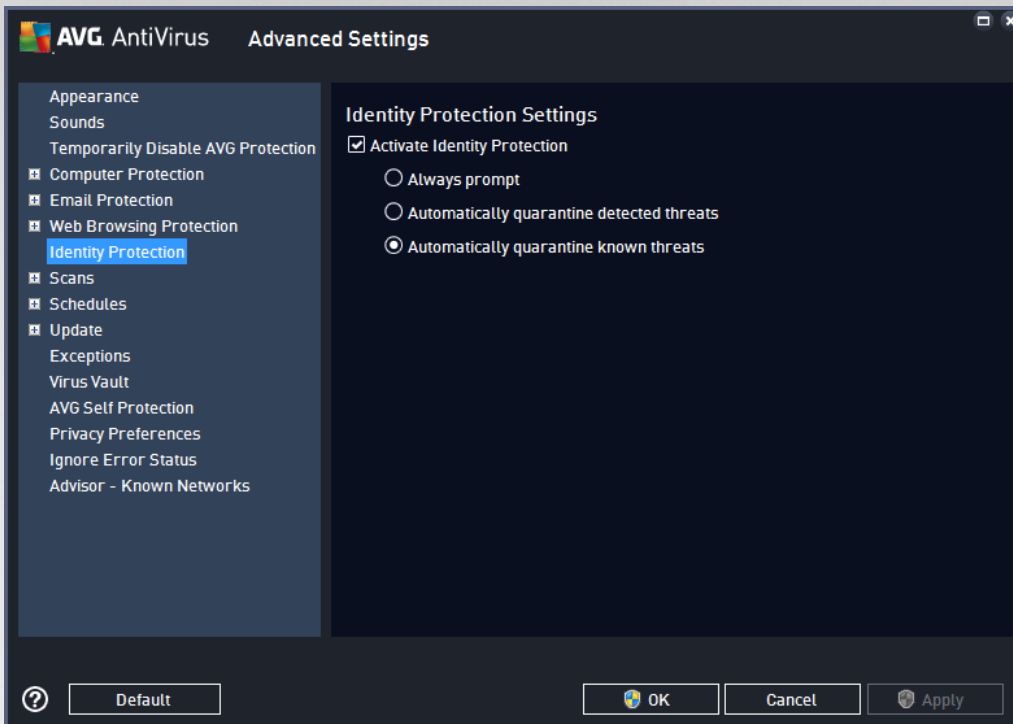 AVG. AntiVirus Advanced Settings
Appearance
Sounds
Temporarily Disable AVG Protection
Computer Protection
Email Protection
Web Browsing Protection
Identity Protection
Scans
Schedules
Update
Exceptions
Virus Vault
AVG Self Protection
Privacy Preferences
Ignore Error Status
Advisor - Known Networks
Identity Protection Settings
Activate Identity Protection
Always prompt
Automatically quarantine detected threats
Automatically quarantine known threats
? Default OK Cancel Apply